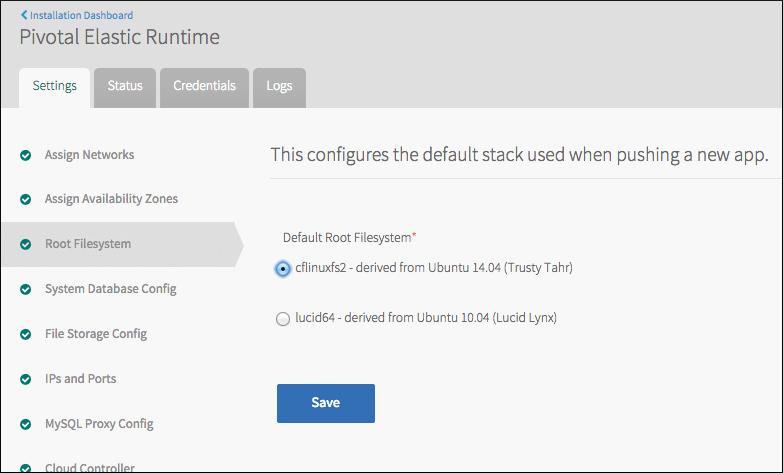 Installation Dashboard
Pivotal Elastic Runtime
Settings
Status
Credentials
Logs
Assign Networks
Assign Availability Zones
Root Filesystem
System Database Config
File Storage Config
IPs and Ports
MySQL Proxy Config
Cloud Controller
This configures the default stack used when pushing a new app.
Default Root Filesystem*
cflinuxfs2 - derived from Ubuntu 14.04 (Trusty Tahr)
lucid64 - derived from Ubuntu 10.04 (Lucid Lynx)
Save